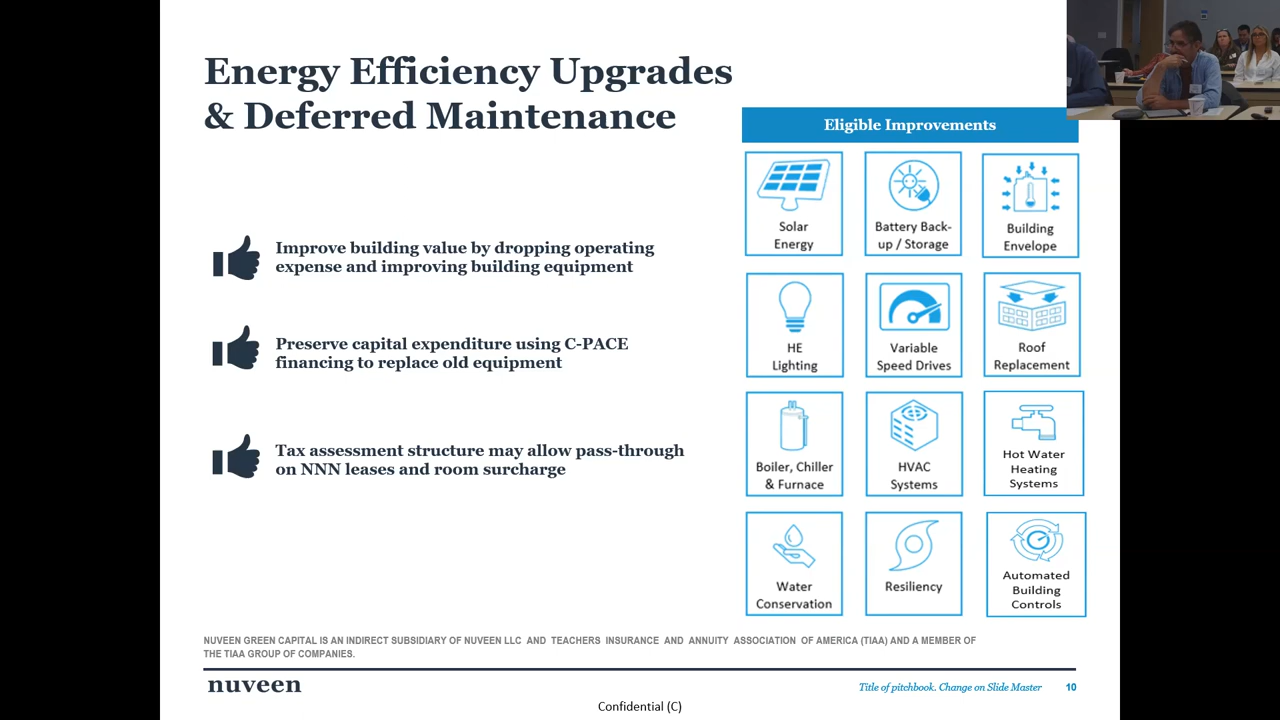 Energy Efficiency Upgrades
& Deferred Maintenance
Improve building value by dropping operating
expense and improving building equipment
Preserve capital expenditure using C-PACE
financing to replace old equipment
Tax assessment structure may allow pass-through
on NNN leases and room surcharge
Eligible Improvements
Solar
Energy
Battery Back-
up / Storage
Building
Envelope
HE
Lighting
Variable
Speed Drives
Roof
Replacement
Boiler, Chiller
& Furnace
HVAC
Systems
Hot Water
Heating
Systems
Water
Conservation
Resiliency
Automated
Building
Controls
NUVEEN GREEN CAPITAL IS AN INDIRECT SUBSIDIARY OF NUVEEN LLC AND TEACHERS INSURANCE AND ANNUITY ASSOCIATION OF AMERICA (TIAA) AND A MEMBER OF
THE TIAA GROUP OF COMPANIES.
nuveen
Title of pitchbook. Change on Slide Master
10
Confidential (C)